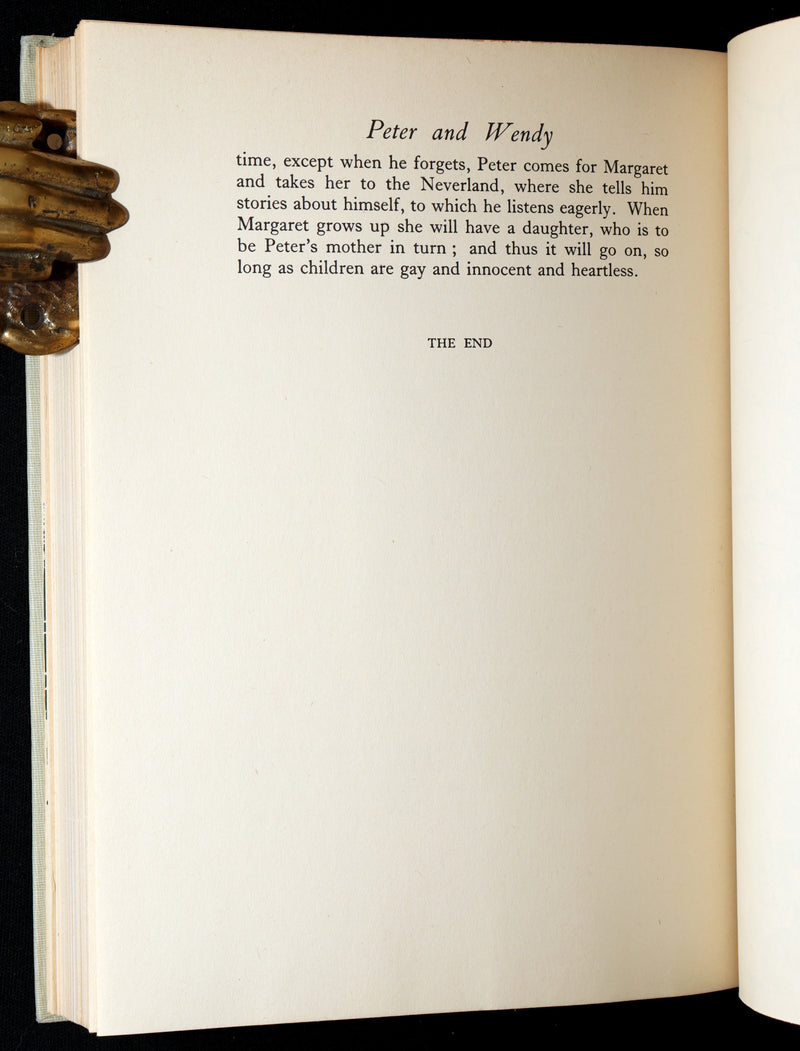 Peter and Wendy
time, except when he forgets, Peter comes for Margaret
and takes her to the Neverland, where she tells him
stories about himself, to which he listens eagerly. When
Margaret grows up she will have a daughter, who is to
be Peter's mother in turn ; and thus it will go on, so
long as children are gay and innocent and heartless.
THE END